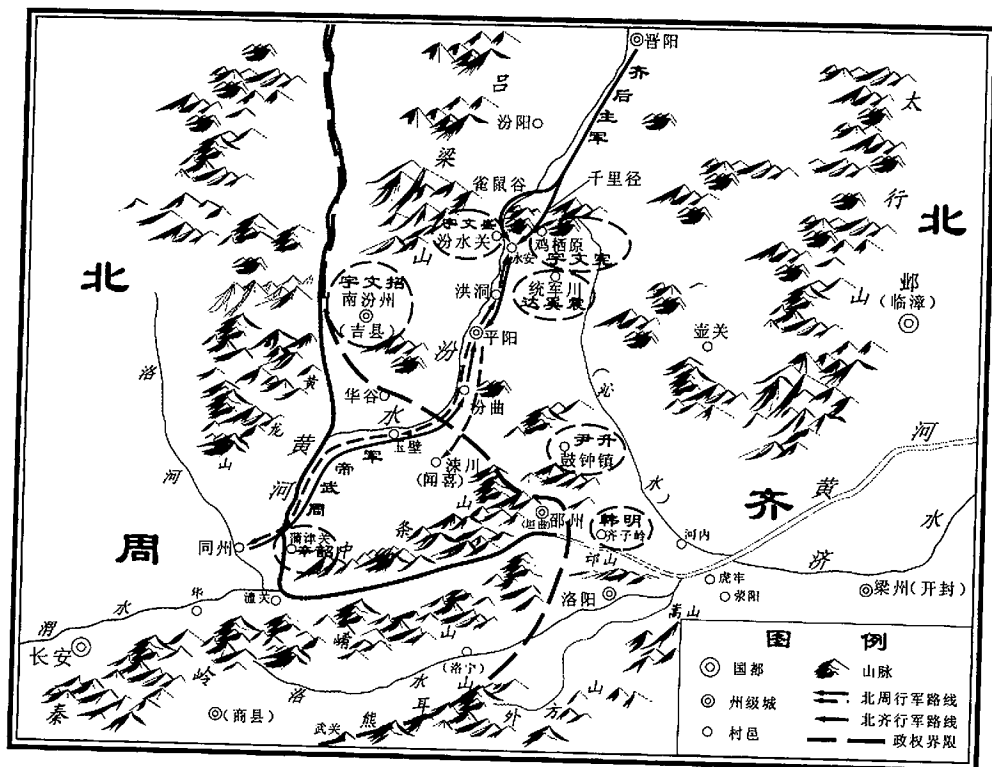 晋阳
齐后主军
吕梁山
汾阳
太行山
雀鼠谷
千里径
宇文盛
汾水关
永安
鸡栖原
宇文宪
统军川
达奚震
北周
北齐
宇文招
南汾州
(吉县)
洪洞
平阳
壶关
邺
(临漳)
洛河
黄龙山
华谷
汾水
汾曲
沁水
黄河
玉壁
周武帝军
涑川
(闻喜)
尹升
鼓钟镇
黄河
中条山
(垣曲)
邵州
韩明
齐子岭
河内
济水
同州
蒲津关
辛韶
邙山
虎牢
荥阳
梁州(开封)
洛阳
嵩山
潼关
华
渭水
长安
秦岭
崤山
洛水
(洛宁)
(商县)
武关
熊耳山
外方山
图 例
国都
山脉
州级城
北周行军路线
北齐行军路线
村邑
政权界限